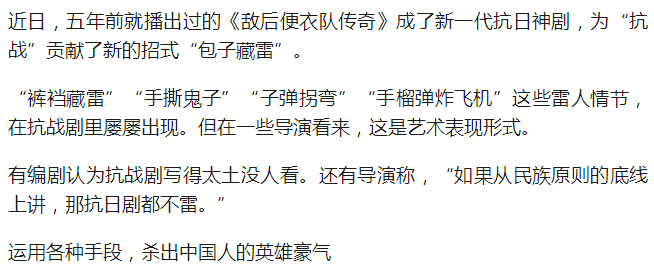 近日，五年前就播出过的《敌后便衣队传奇》成了新一代抗日神剧，为“抗
战”贡献了新的招式“包子藏雷”。
“裤裆藏雷”“手撕鬼子”“子弹拐弯”“手榴弹炸飞机”这些雷人情节，
在抗战剧里屡屡出现。但在一些导演看来，这是艺术表现形式。
有编剧认为抗战剧写得太土没人看。还有导演称，“如果从民族原则的底线
上讲，那抗日剧都不雷。”
运用各种手段，杀出中国人的英雄豪气